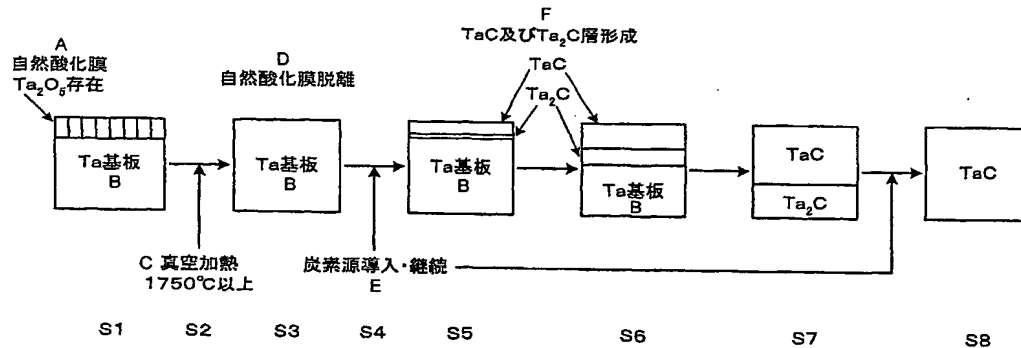 A
自然酸化膜
Ta₂O₅存在
Ta基板
B
C 真空加熱
1750℃以上
D
自然酸化膜脱離
Ta基板
B
炭素源導入・継続
E
F
TaC及びTa₂C層形成
TaC
Ta₂C
Ta基板
B
Ta基板
B
TaC
Ta₂C
TaC
S1
S2
S3
S4
S5
S6
S7
S8